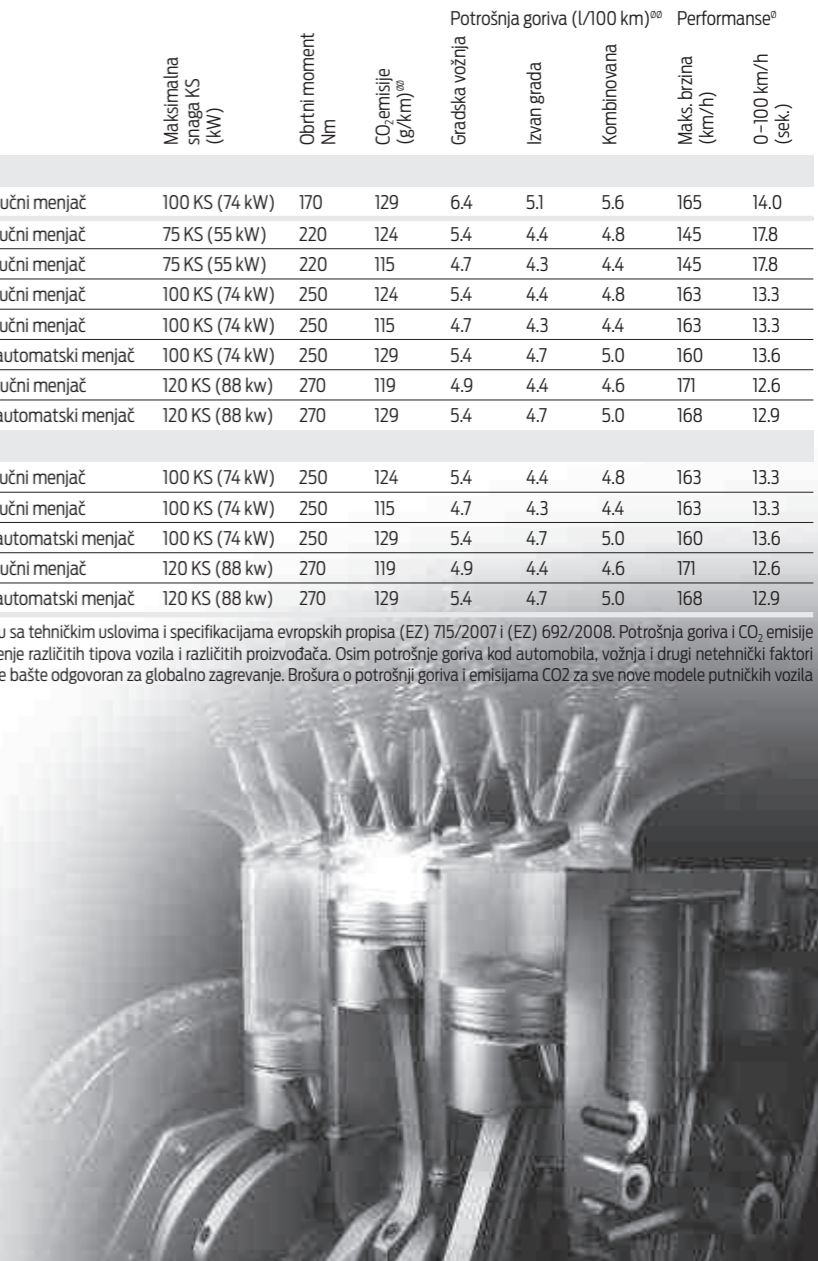 Potrošnja goriva (l/100 km)øø Performanseø
Maksimalna
snaga KS
(kW)
Obrtni moment
Nm
CO₂emisije
(g/km)øø
Gradska vožnja
Izvan grada
Kombinovana
Maks. brzina
(km/h)
0–100 km/h
(sek.)
učni menjač 100 KS (74 kW) 170 129 6.4 5.1 5.6 165 14.0
učni menjač 75 KS (55 kW) 220 124 5.4 4.4 4.8 145 17.8
učni menjač 75 KS (55 kW) 220 115 4.7 4.3 4.4 145 17.8
učni menjač 100 KS (74 kW) 250 124 5.4 4.4 4.8 163 13.3
učni menjač 100 KS (74 kW) 250 115 4.7 4.3 4.4 163 13.3
automatski menjač 100 KS (74 kW) 250 129 5.4 4.7 5.0 160 13.6
učni menjač 120 KS (88 kw) 270 119 4.9 4.4 4.6 171 12.6
automatski menjač 120 KS (88 kw) 270 129 5.4 4.7 5.0 168 12.9
učni menjač 100 KS (74 kW) 250 124 5.4 4.4 4.8 163 13.3
učni menjač 100 KS (74 kW) 250 115 4.7 4.3 4.4 163 13.3
automatski menjač 100 KS (74 kW) 250 129 5.4 4.7 5.0 160 13.6
učni menjač 120 KS (88 kw) 270 119 4.9 4.4 4.6 171 12.6
automatski menjač 120 KS (88 kw) 270 129 5.4 4.7 5.0 168 12.9
u sa tehničkim uslovima i specifikacijama evropskih propisa (EZ) 715/2007 i (EZ) 692/2008. Potrošnja goriva i CO₂ emisije
enje različitih tipova vozila i različitih proizvođača. Osim potrošnje goriva kod automobila, vožnja i drugi netehnički faktori
e bašte odgovoran za globalno zagrevanje. Brošura o potrošnji goriva i emisijama CO2 za sve nove modele putničkih vozila